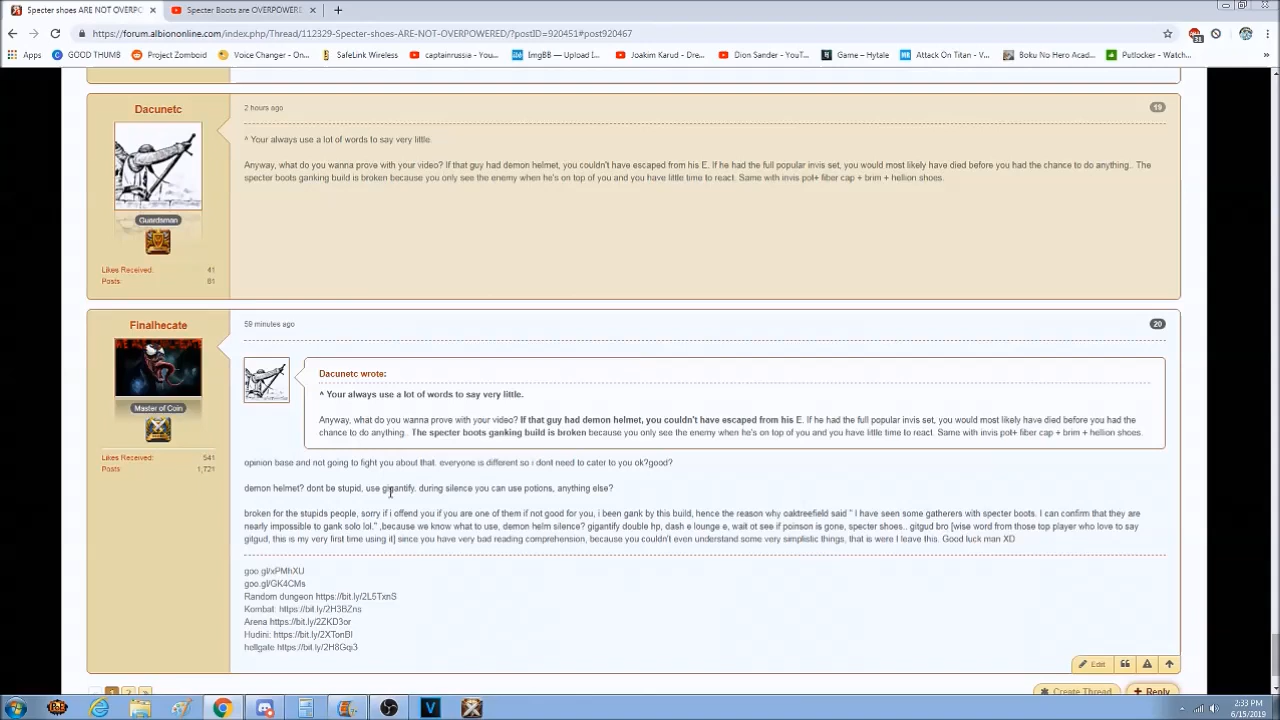 Specter shoes ARE NOT OVERPO
Specter Boots are OVERPOWERED
https://forum.albiononline.com/index.php/Thread/112329-Specter-shoes-ARE-NOT-OVERPOWERED/?postID=920451#post920467
Apps
GOOD THUMB
Project Zomboid
Voice Changer - On...
SafeLink Wireless
captainrussia - You...
ImgBB — Upload I...
Joakim Karud - Dre...
Dion Sander - YouT...
Game – Hytale
Attack On Titan - V...
Boku No Hero Acad...
Putlocker - Watch...
»
Dacunetc
Guardsman
Likes Received: 41
Posts: 81
2 hours ago
19
^ Your always use a lot of words to say very little.
Anyway, what do you wanna prove with your video? If that guy had demon helmet, you couldn't have escaped from his E. If he had the full popular invis set, you would most likely have died before you had the chance to do anything.. The
specter boots ganking build is broken because you only see the enemy when he's on top of you and you have little time to react. Same with invis pot+ fiber cap + brim + hellion shoes.
Finalhecate
Master of Coin
Likes Received: 541
Posts: 1,721
59 minutes ago
20
Dacunetc wrote:
^ Your always use a lot of words to say very little.
Anyway, what do you wanna prove with your video? If that guy had demon helmet, you couldn't have escaped from his E. If he had the full popular invis set, you would most likely have died before you had the
chance to do anything.. The specter boots ganking build is broken because you only see the enemy when he's on top of you and you have little time to react. Same with invis pot+ fiber cap + brim + hellion shoes.
opinion base and not going to fight you about that. everyone is different so i dont need to cater to you ok?good?
demon helmet? dont be stupid, use gigantify. during silence you can use potions, anything else?
broken for the stupids people, sorry if i offend you if you are one of them if not good for you, i been gank by this build, hence the reason why oaktreefield said " I have seen some gatherers with specter boots. I can confirm that they are
nearly impossible to gank solo lol." ,because we know what to use, demon helm silence? gigantify double hp, dash e lounge e, wait ot see if poinson is gone, specter shoes.. gitgud bro [wise word from those top player who love to say
gitgud, this is my very first time using it] since you have very bad reading comprehension, because you couldn't even understand some very simplistic things, that is were I leave this. Good luck man XD
goo.gl/xPMhXU
goo.gl/GK4CMs
Random dungeon https://bit.ly/2L5TxnS
Kombat: https://bit.ly/2H3BZns
Arena https://bit.ly/2ZKD3or
Hudini: https://bit.ly/2XTonBI
hellgate https://bit.ly/2H8Gqi3
Edit
1 2 »
Create Thread
Reply
2:33 PM
6/15/2019